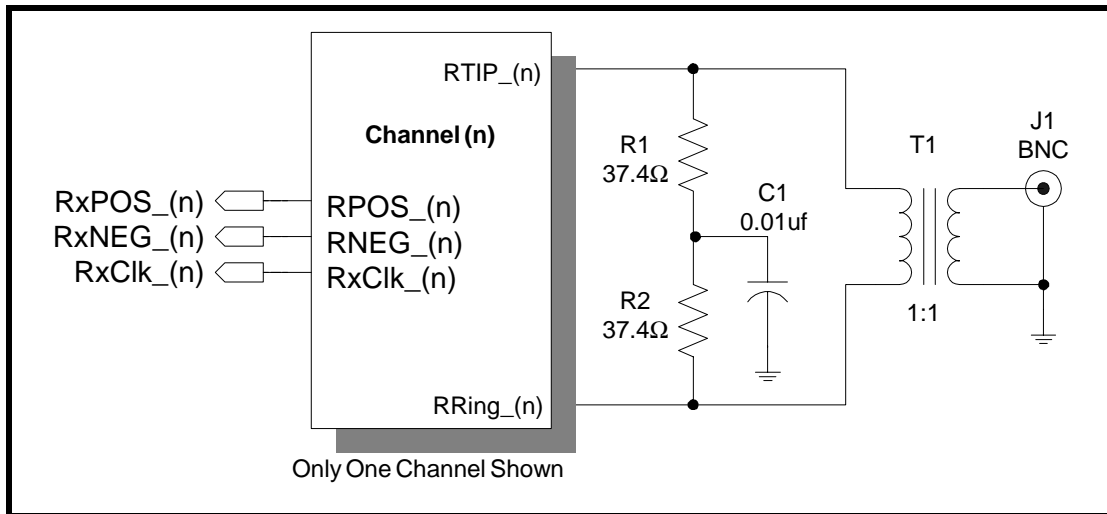 RTIP_(n)
Channel (n)
RxPOS_(n)
RxNEG_(n)
RxClk_(n)
RPOS_(n)
RNEG_(n)
RxClk_(n)
RRing_(n)
Only One Channel Shown
R1
37.4Ω
C1
0.01uf
R2
37.4Ω
T1
1:1
J1
BNC